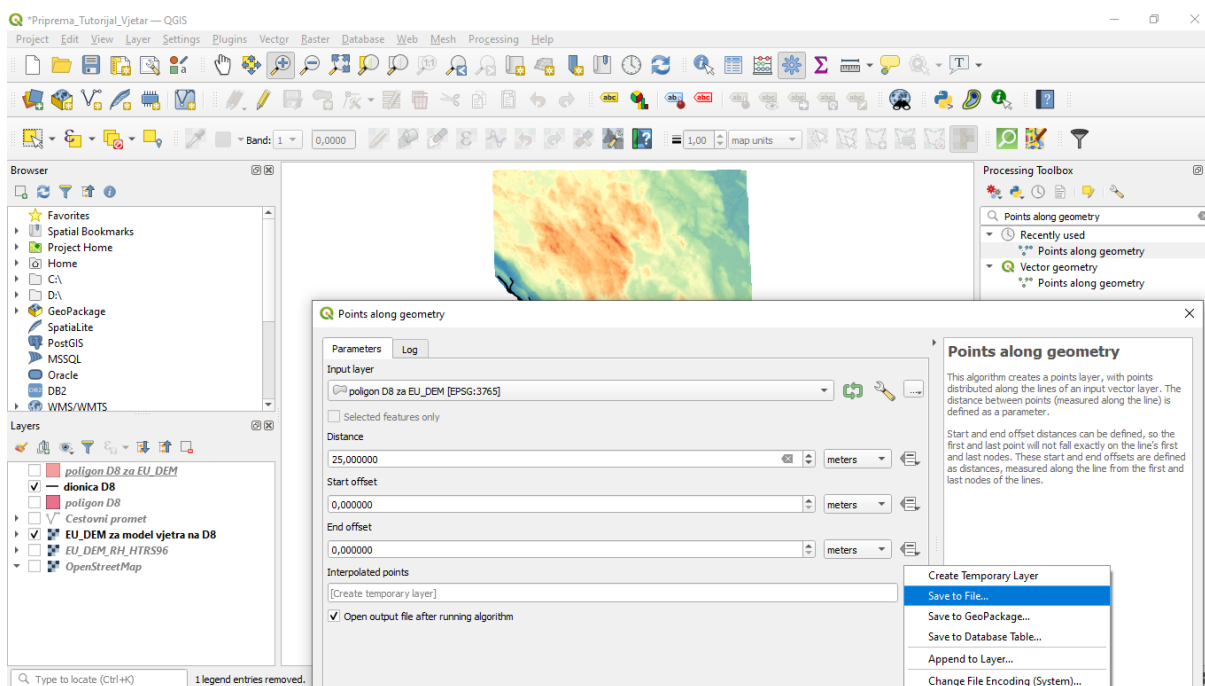 *Priprema_Tutorijal_Vjetar — QGIS
Project Edit View Layer Settings Plugins Vector Raster Database Web Mesh Processing Help
Band: 1 0,0000 1,00 map units
Browser
Favorites
Spatial Bookmarks
Project Home
Home
C:\
D:\
GeoPackage
SpatiaLite
PostGIS
MSSQL
Oracle
DB2
WMS/WMTS
Layers
poligon D8 za EU_DEM
dionica D8
poligon D8
Cestovni promet
EU_DEM za model vjetra na D8
EU_DEM_RH_HTRS96
OpenStreetMap
Type to locate (Ctrl+K)
1 legend entries removed.
Processing Toolbox
Points along geometry
Recently used
Points along geometry
Vector geometry
Points along geometry
Points along geometry
Parameters Log
Input layer
poligon D8 za EU_DEM [EPSG:3765]
Selected features only
Distance
25,000000 meters
Start offset
0,000000 meters
End offset
0,000000 meters
Interpolated points
[Create temporary layer]
Open output file after running algorithm
Points along geometry
This algorithm creates a points layer, with points
distributed along the lines of an input vector layer. The
distance between points (measured along the line) is
defined as a parameter.
Start and end offset distances can be defined, so the
first and last point will not fall exactly on the line's first
and last nodes. These start and end offsets are defined
as distances, measured along the line from the first and
last nodes of the lines.
Create Temporary Layer
Save to File...
Save to GeoPackage...
Save to Database Table...
Append to Layer...
Change File Encoding (System)...